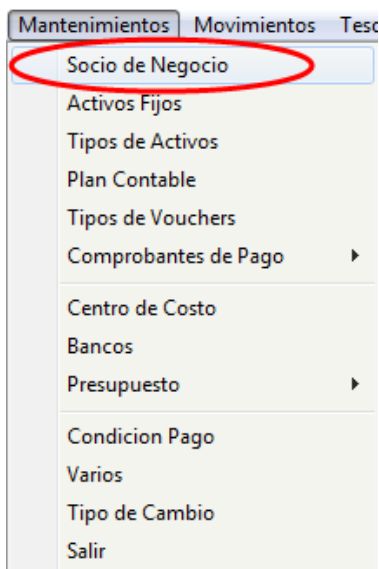 Mantenimientos Movimientos Teso
Socio de Negocio
Activos Fijos
Tipos de Activos
Plan Contable
Tipos de Vouchers
Comprobantes de Pago
Centro de Costo
Bancos
Presupuesto
Condicion Pago
Varios
Tipo de Cambio
Salir